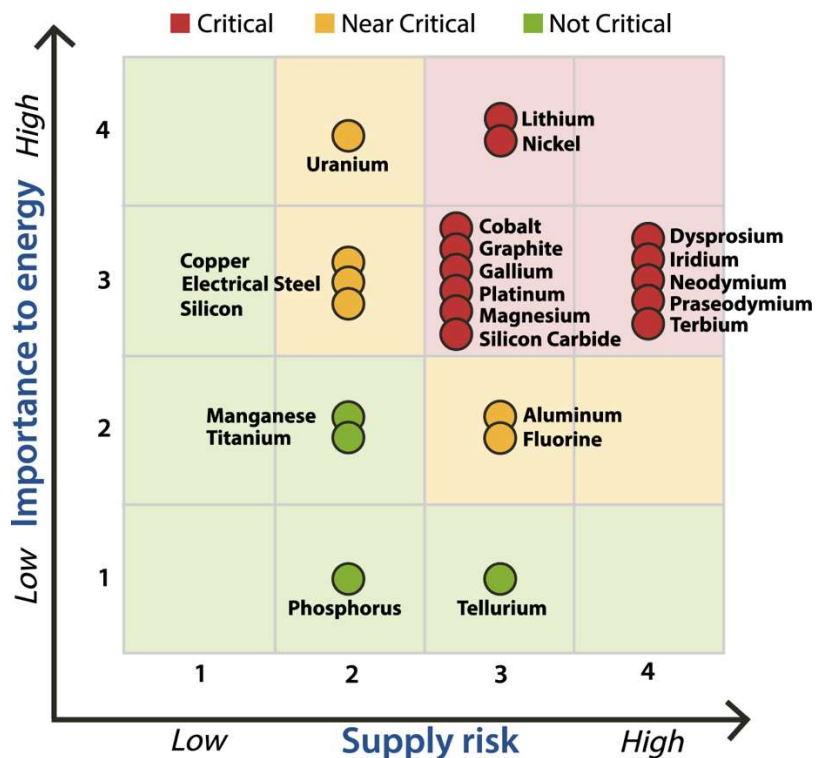 Critical
Near Critical
Not Critical
High
Importance to energy
Low
4
3
2
1
Uranium
Lithium
Nickel
Copper
Electrical Steel
Silicon
Cobalt
Graphite
Gallium
Platinum
Magnesium
Silicon Carbide
Dysprosium
Iridium
Neodymium
Praseodymium
Terbium
Manganese
Titanium
Aluminum
Fluorine
Phosphorus
Tellurium
1
2
3
4
Low
Supply risk
High